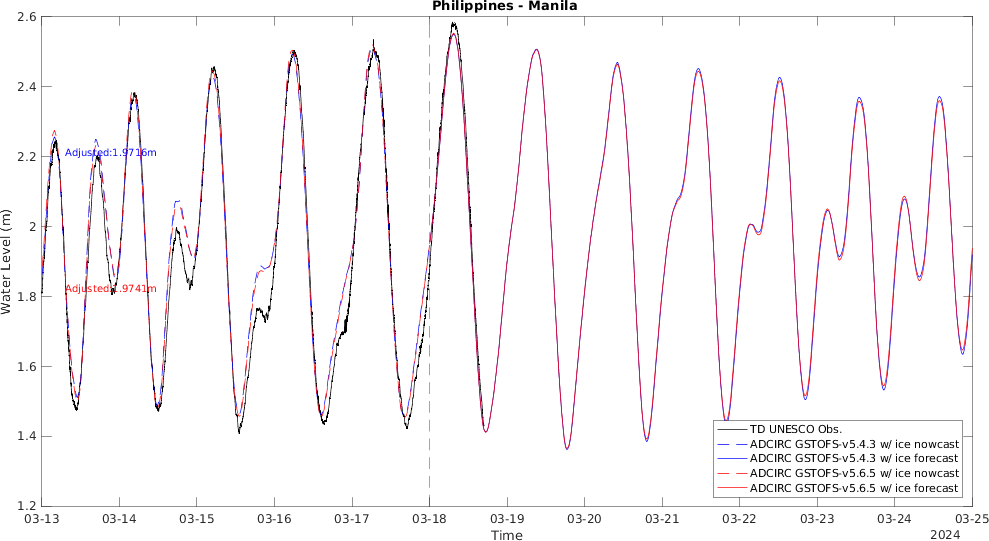 Philippines - Manila
2.6
2.4
2.2
2
1.8
1.6
1.4
1.2
Water Level (m)
Adjusted:1.9716m
Adjusted:1.9741m
TD UNESCO Obs.
ADCIRC GSTOFS-v5.4.3 w/ ice nowcast
ADCIRC GSTOFS-v5.4.3 w/ ice forecast
ADCIRC GSTOFS-v5.6.5 w/ ice nowcast
ADCIRC GSTOFS-v5.6.5 w/ ice forecast
03-13 03-14 03-15 03-16 03-17 03-18 03-19 03-20 03-21 03-22 03-23 03-24 03-25
Time
2024